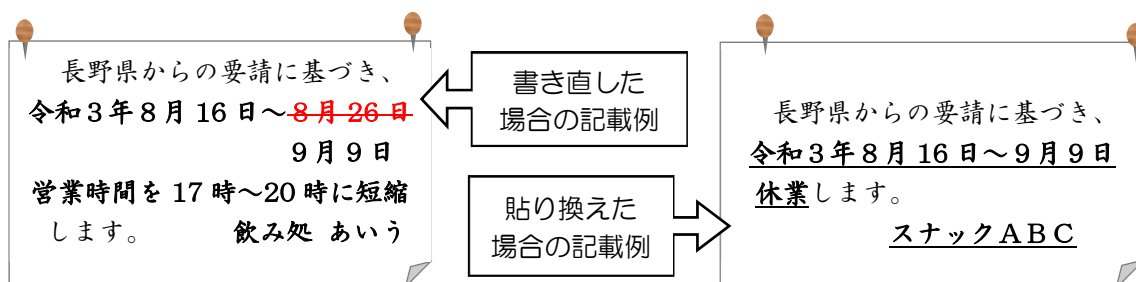 長野県からの要請に基づき、
令和3年8月16日～8月26日
9月9日
営業時間を17時～20時に短縮
します。 飲み処 あいう
書き直した
場合の記載例
貼り換えた
場合の記載例
長野県からの要請に基づき、
令和3年8月16日～9月9日
休業します。
スナックABC